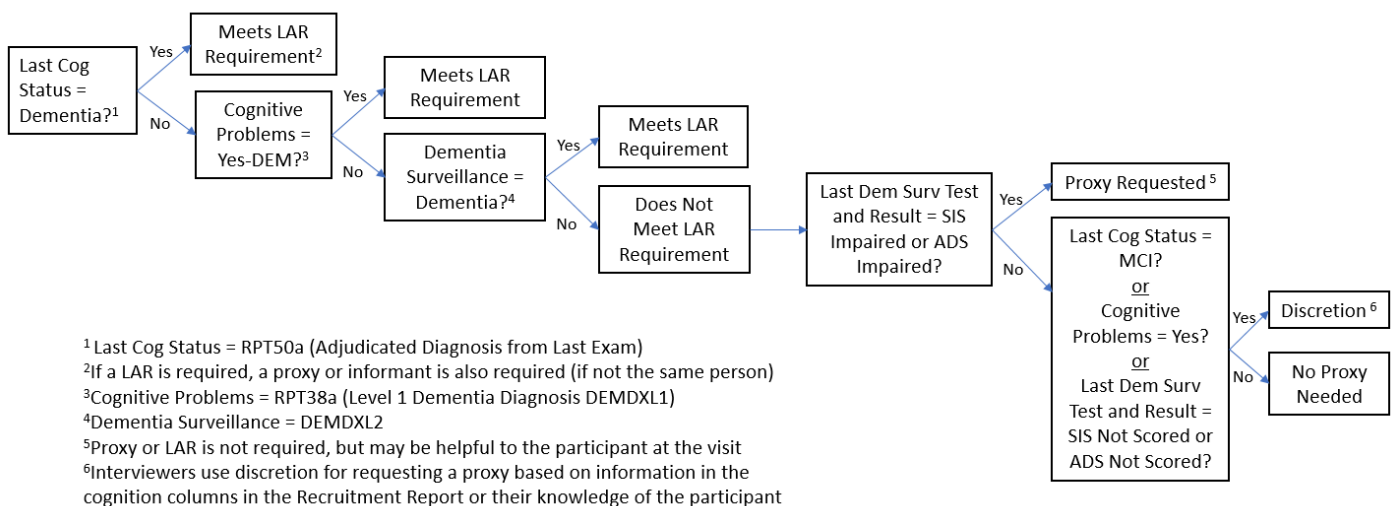 Last Cog
Status =
Dementia?¹
Yes
No
Meets LAR
Requirement²
Cognitive
Problems =
Yes-DEM?³
Yes
No
Meets LAR
Requirement
Dementia
Surveillance =
Dementia?⁴
Yes
No
Meets LAR
Requirement
Does Not
Meet LAR
Requirement
Last Dem Surv Test
and Result = SIS
Impaired or ADS
Impaired?
Yes
No
Proxy Requested ⁵
Last Cog Status =
MCI?
or
Cognitive
Problems = Yes?
or
Last Dem Surv
Test and Result =
SIS Not Scored or
ADS Not Scored?
Yes
No
Discretion ⁶
No Proxy
Needed
¹ Last Cog Status = RPT50a (Adjudicated Diagnosis from Last Exam)
²If a LAR is required, a proxy or informant is also required (if not the same person)
³Cognitive Problems = RPT38a (Level 1 Dementia Diagnosis DEMDXL1)
⁴Dementia Surveillance = DEMDXL2
⁵Proxy or LAR is not required, but may be helpful to the participant at the visit
⁶Interviewers use discretion for requesting a proxy based on information in the
cognition columns in the Recruitment Report or their knowledge of the participant